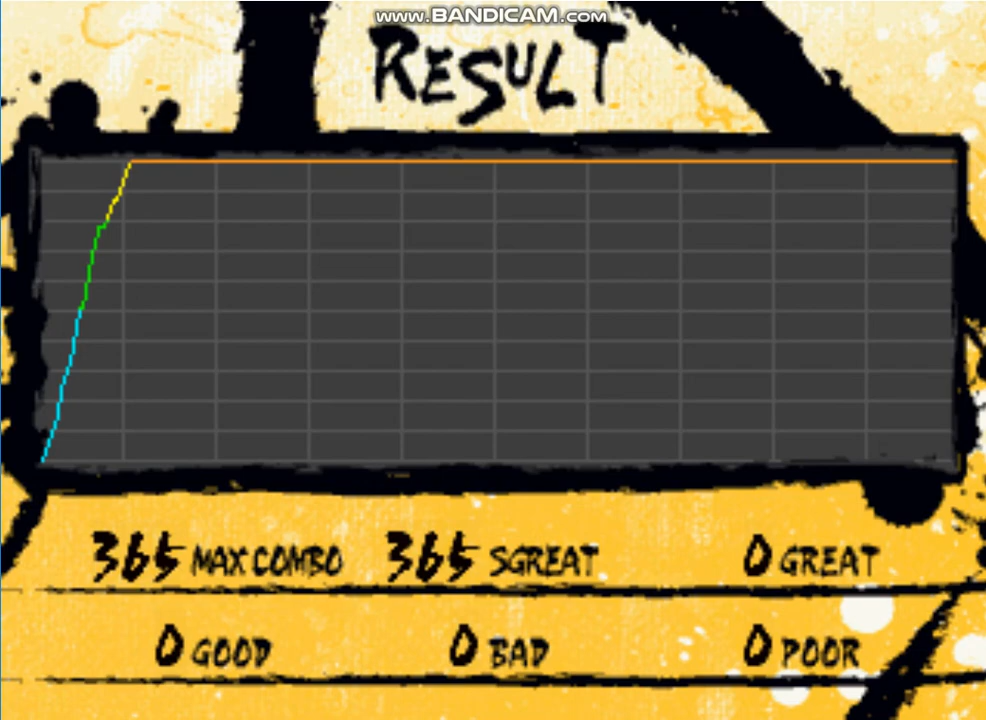 www.BANDICAM.com
RESULT
365 MAX COMBO 365 SGREAT 0 GREAT
0 GOOD 0 BAD 0 POOR